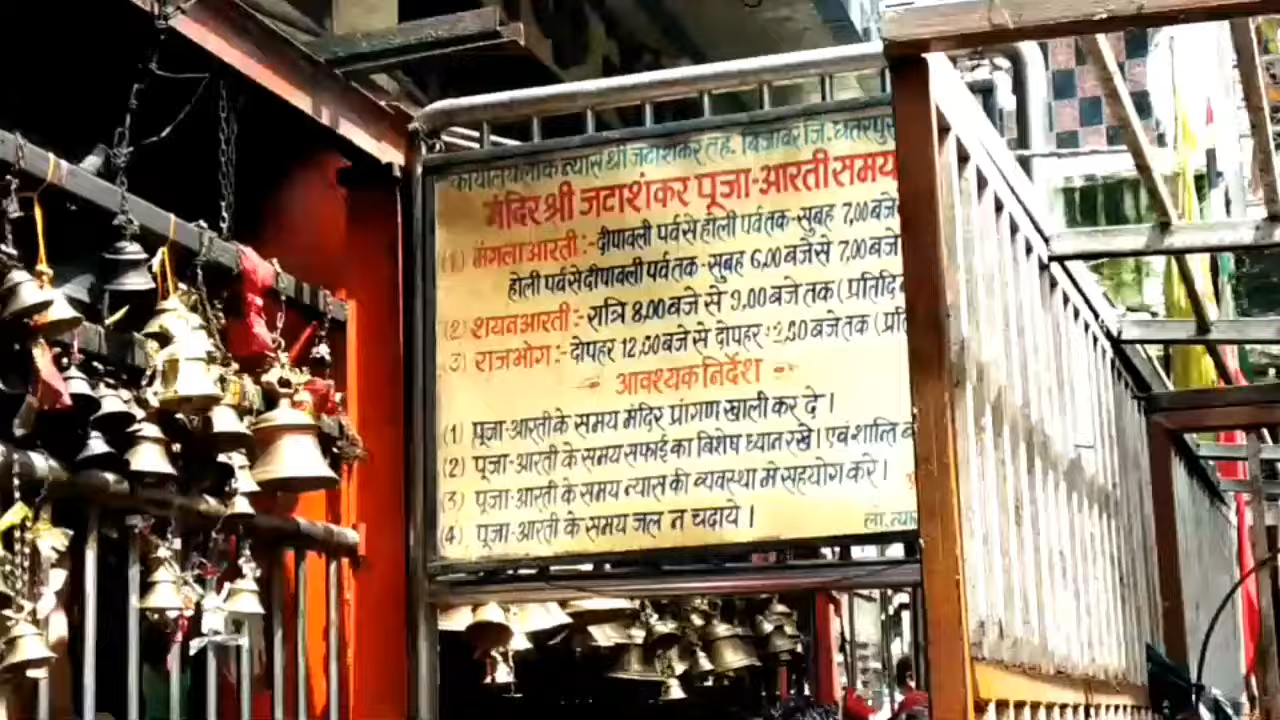 कार्यालय लोक न्यास श्री जटाशंकर तह. बिजावर जि. छतरपुर
मंदिर श्री जटाशंकर पूजा-आरती समय
(1) मंगला आरती :- दीपावली पर्व से होली पर्व तक - सुबह 7,00 बजे
होली पर्व से दीपावली पर्व तक - सुबह 6,00 बजे से 7,00 बजे
(2) शयन आरती :- रात्रि 8,00 बजे से 9,00 बजे तक (प्रतिदि
(3) राजभोग :- दोपहर 12,00 बजे से दोपहर बजे तक (प्रति
आवश्यक निर्देश
(1) पूजा-आरती के समय मंदिर प्रांगण खाली कर दे।
(2) पूजा-आरती के समय सफाई का विशेष ध्यान रखे। एवं शान्ति
(3) पूजा-आरती के समय न्यास की व्यवस्था मे सहयोग करे।
(4) पूजा-आरती के समय जल न चढ़ाये।
लो. न्या